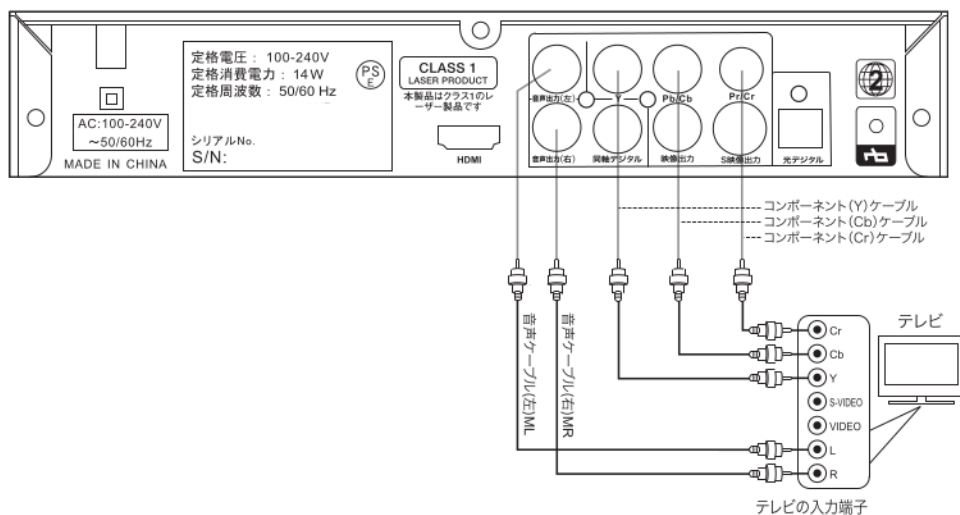 定格電圧： 100-240V
定格消費電力： 14W
定格周波数： 50/60 Hz
PS
E
シリアルNo.
S/N:
AC:100-240V
～50/60Hz
MADE IN CHINA
CLASS 1
LASER PRODUCT
本製品はクラス1のレ
ーザー製品です
HDMI
音声出力(左)
Y
Pb/Cb
Pr/Cr
音声出力(右)
同軸デジタル
映像出力
S映像出力
光デジタル
2
コンポーネント(Y)ケーブル
コンポーネント(Cb)ケーブル
コンポーネント(Cr)ケーブル
音声ケーブル(左)ML
音声ケーブル(右)MR
Cr
Cb
Y
S-VIDEO
VIDEO
L
R
テレビ
テレビの入力端子